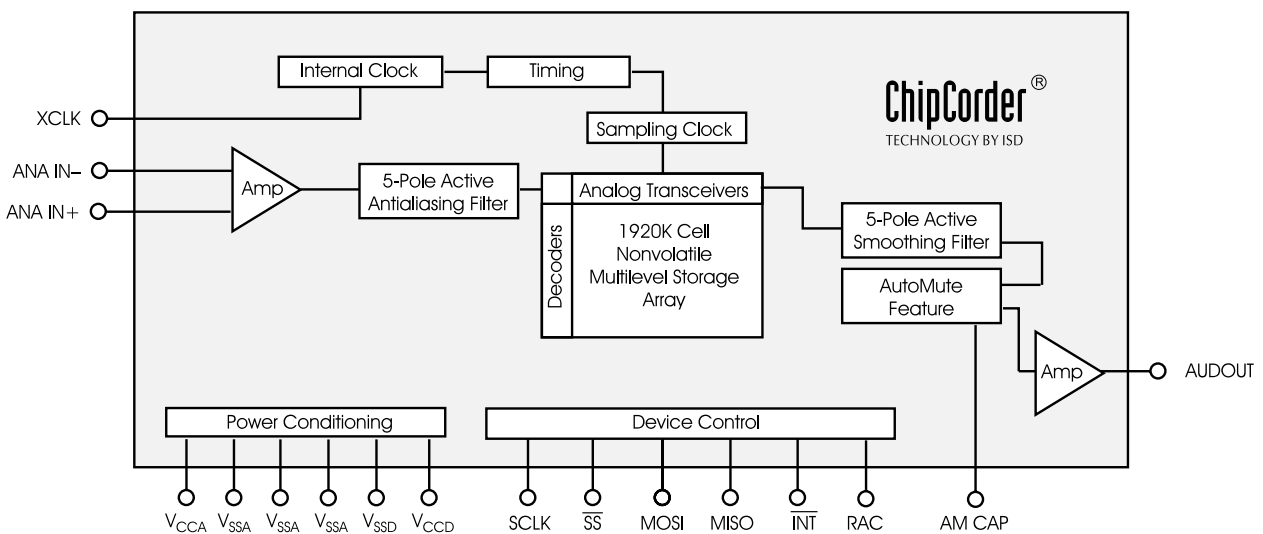 Internal Clock
Timing
ChipCorder®
TECHNOLOGY BY ISD
XCLK
Sampling Clock
ANA IN–
ANA IN+
Amp
5-Pole Active
Antialiasing Filter
Decoders
Analog Transceivers
1920K Cell
Nonvolatile
Multilevel Storage
Array
5-Pole Active
Smoothing Filter
AutoMute
Feature
Amp
AUDOUT
Power Conditioning
Device Control
VCCA
VSSA
VSSA
VSSA
VSSD
VCCD
SCLK
S̅S̅
MOSI
MISO
I̅N̅T̅
RAC
AM CAP